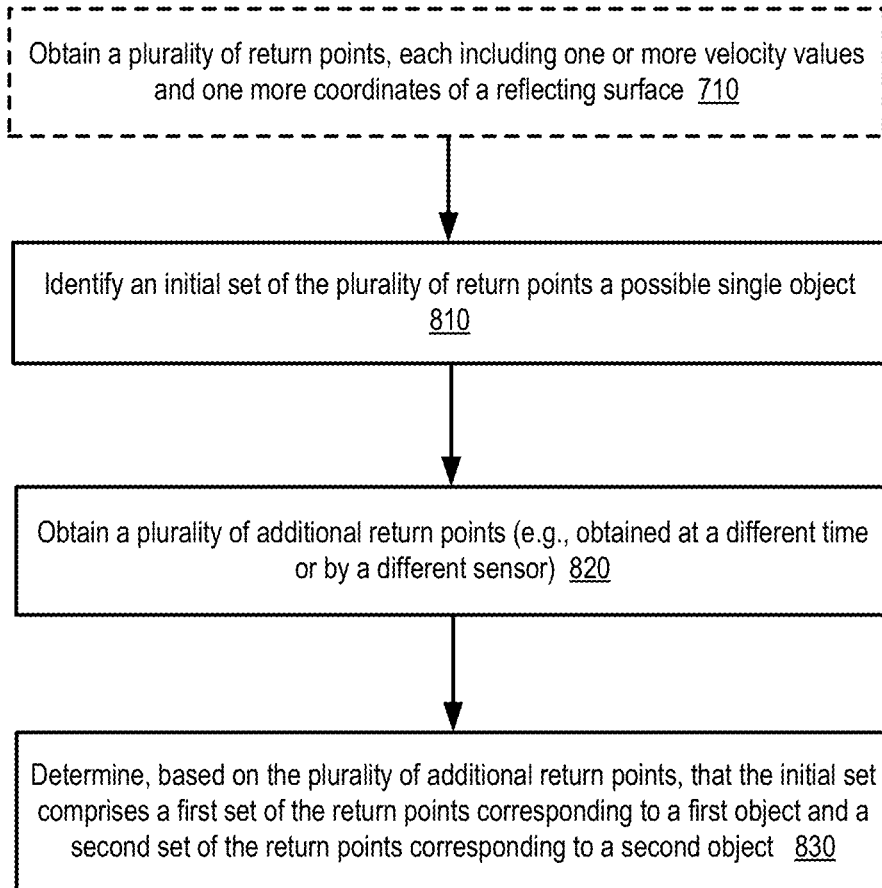 Obtain a plurality of return points, each including one or more velocity values
and one more coordinates of a reflecting surface 710
Identify an initial set of the plurality of return points a possible single object
810
Obtain a plurality of additional return points (e.g., obtained at a different time
or by a different sensor) 820
Determine, based on the plurality of additional return points, that the initial set
comprises a first set of the return points corresponding to a first object and a
second set of the return points corresponding to a second object 830